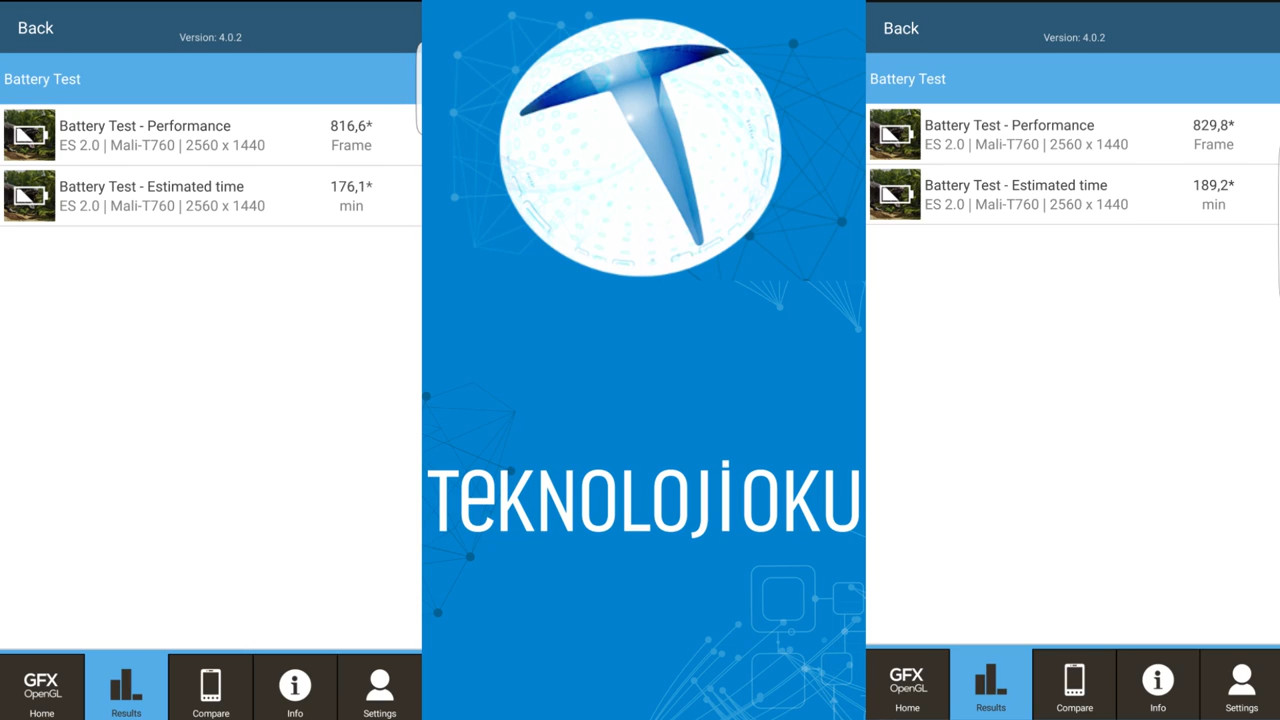 Back
Version: 4.0.2
Battery Test
Battery Test - Performance
816,6*
ES 2.0 | Mali-T760 | 2560 x 1440
Frame
Battery Test - Estimated time
176,1*
ES 2.0 | Mali-T760 | 2560 x 1440
min
GFX
OpenGL
Home
Results
Compare
Info
Settings
TeKNOLOJİOKU
Back
Version: 4.0.2
Battery Test
Battery Test - Performance
829,8*
ES 2.0 | Mali-T760 | 2560 x 1440
Frame
Battery Test - Estimated time
189,2*
ES 2.0 | Mali-T760 | 2560 x 1440
min
GFX
OpenGL
Home
Results
Compare
Info
Settings